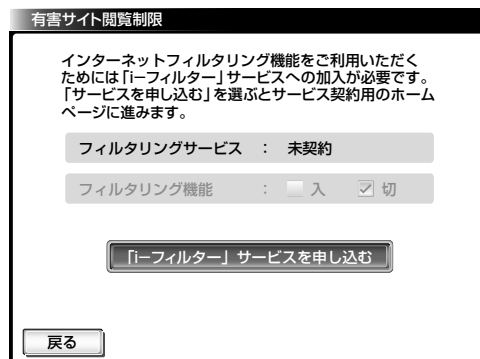 有害サイト閲覧制限
インターネットフィルタリング機能をご利用いただく
ためには「i−フィルター」サービスへの加入が必要です。
「サービスを申し込む」を選ぶとサービス契約用のホーム
ページに進みます。
フィルタリングサービス : 未契約
フィルタリング機能 : 入 切
「i−フィルター」サービスを申し込む
戻る